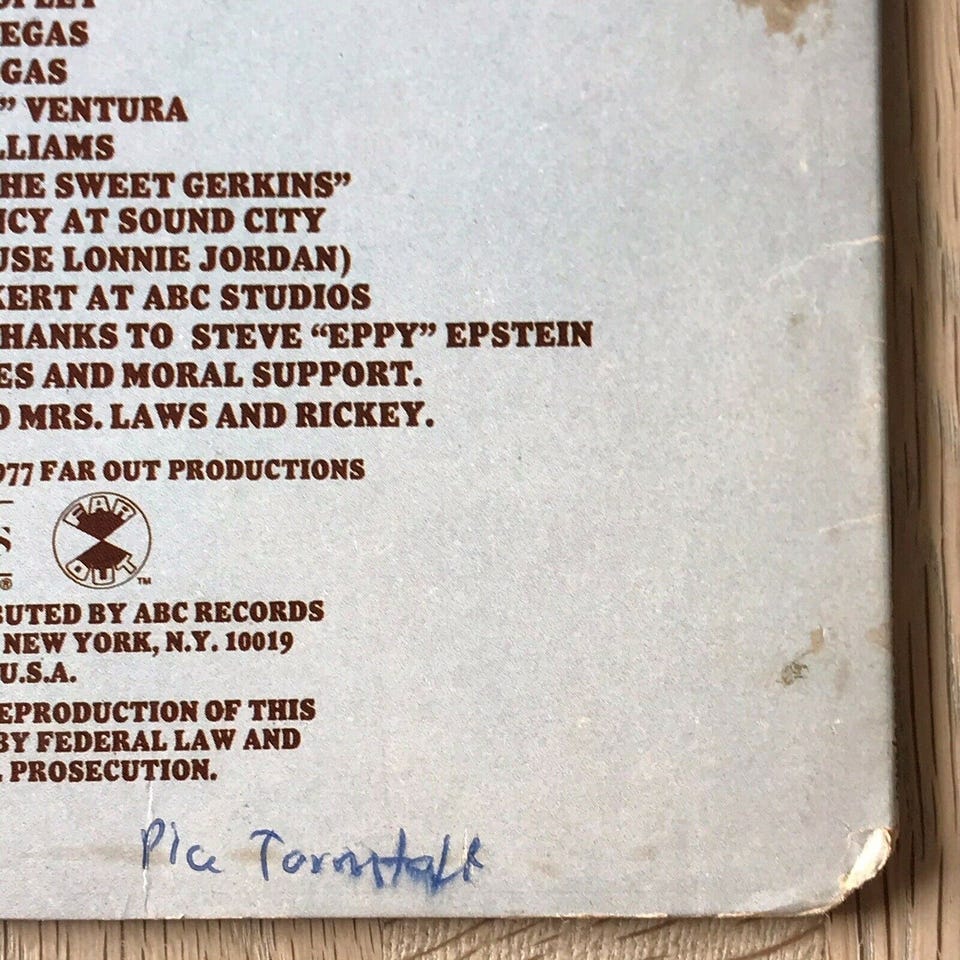 EGAS
GAS
” VENTURA
LLIAMS
HE SWEET GERKINS”
NCY AT SOUND CITY
USE LONNIE JORDAN)
KERT AT ABC STUDIOS
HANKS TO STEVE “EPPY” EPSTEIN
ES AND MORAL SUPPORT.
O MRS. LAWS AND RICKEY.
977 FAR OUT PRODUCTIONS
S ®
FAR OUT ™
BUTED BY ABC RECORDS
NEW YORK, N.Y. 10019
U.S.A.
EPRODUCTION OF THIS
BY FEDERAL LAW AND
L PROSECUTION.